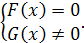 F(x) = 0
G(x) ≠ 0